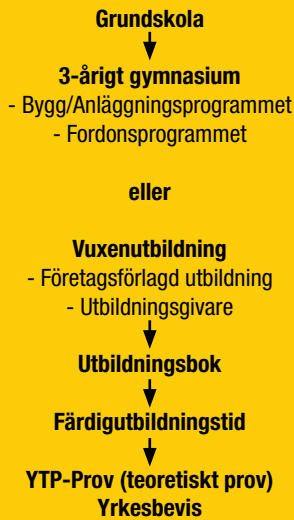 Grundskola
3-årigt gymnasium
- Bygg/Anläggningsprogrammet
- Fordonsprogrammet
eller
Vuxenutbildning
- Företagsförlagd utbildning
- Utbildningsgivare
Utbildningsbok
Färdigutbildningstid
YTP-Prov (teoretiskt prov)
Yrkesbevis